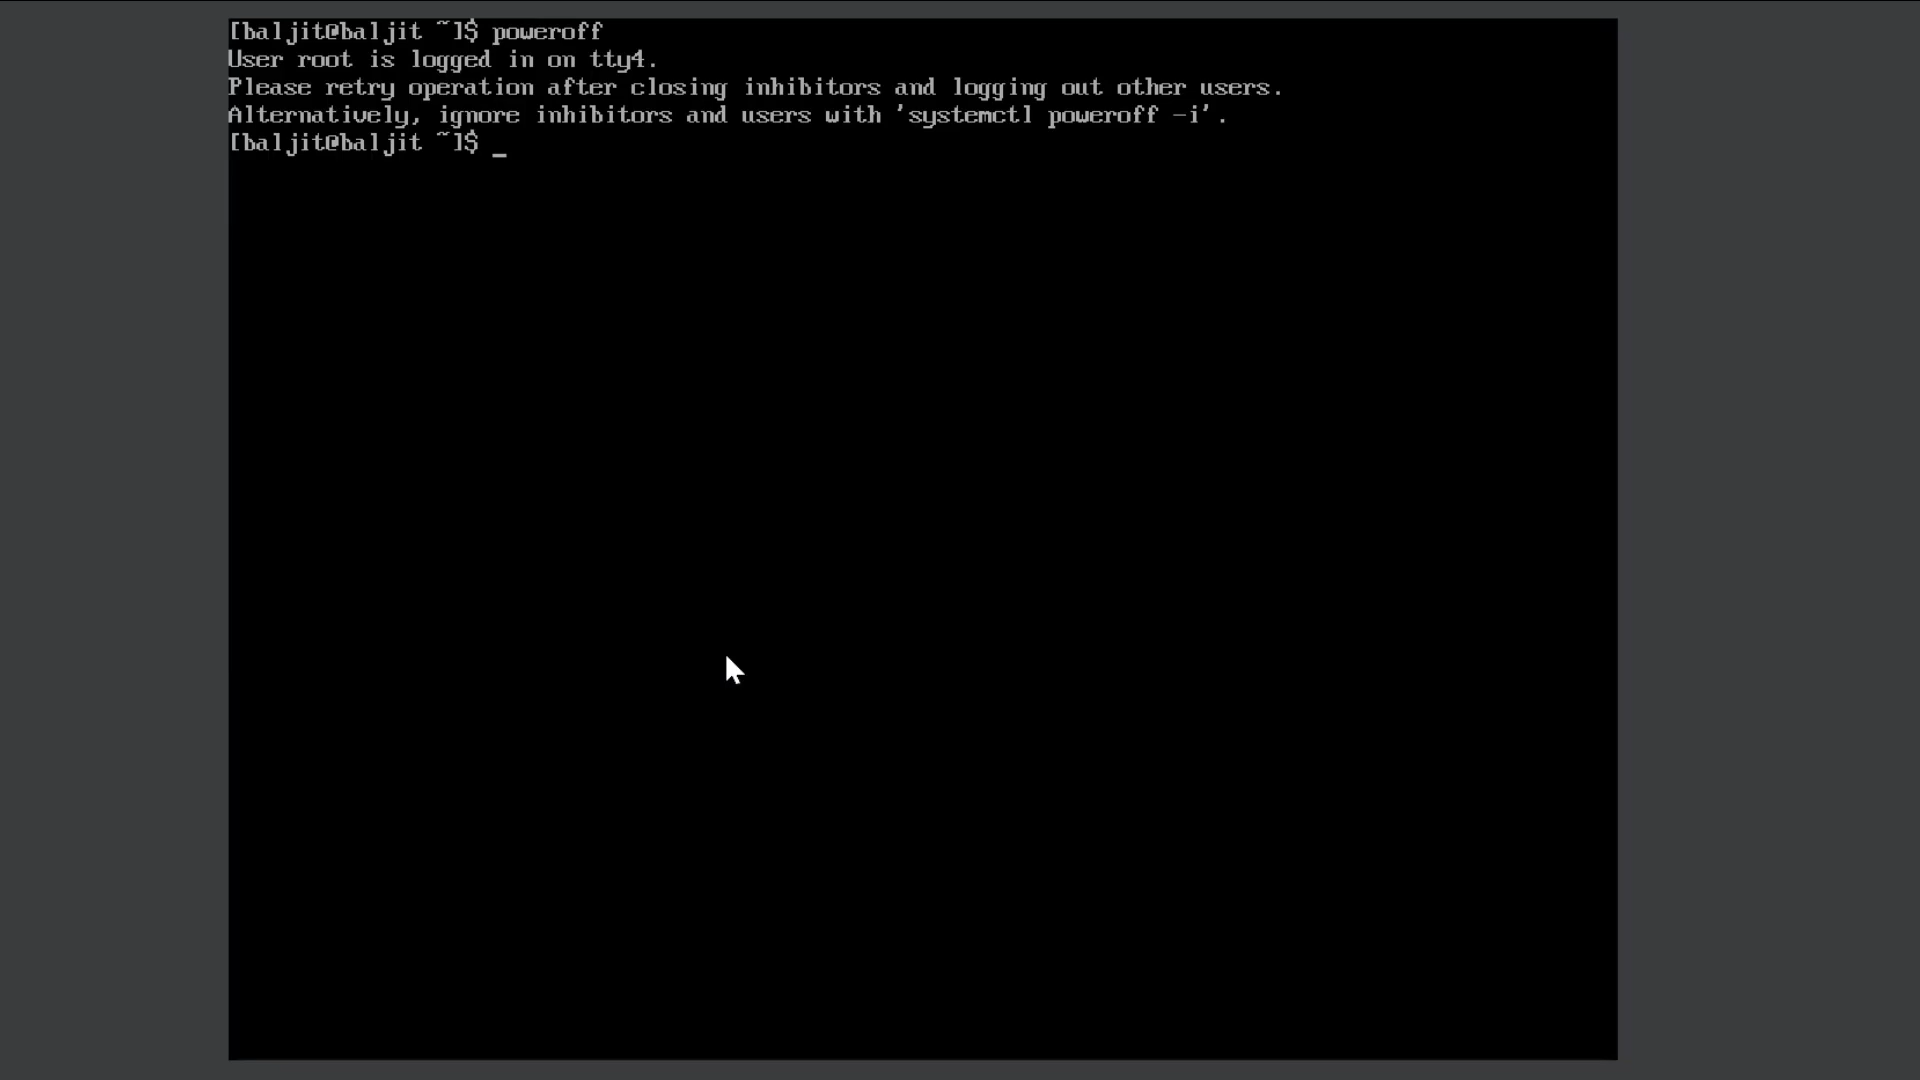 [baljit@baljit ~]$ poweroff
User root is logged in on tty4.
Please retry operation after closing inhibitors and logging out other users.
Alternatively, ignore inhibitors and users with 'systemctl poweroff -i'.
[baljit@baljit ~]$ _